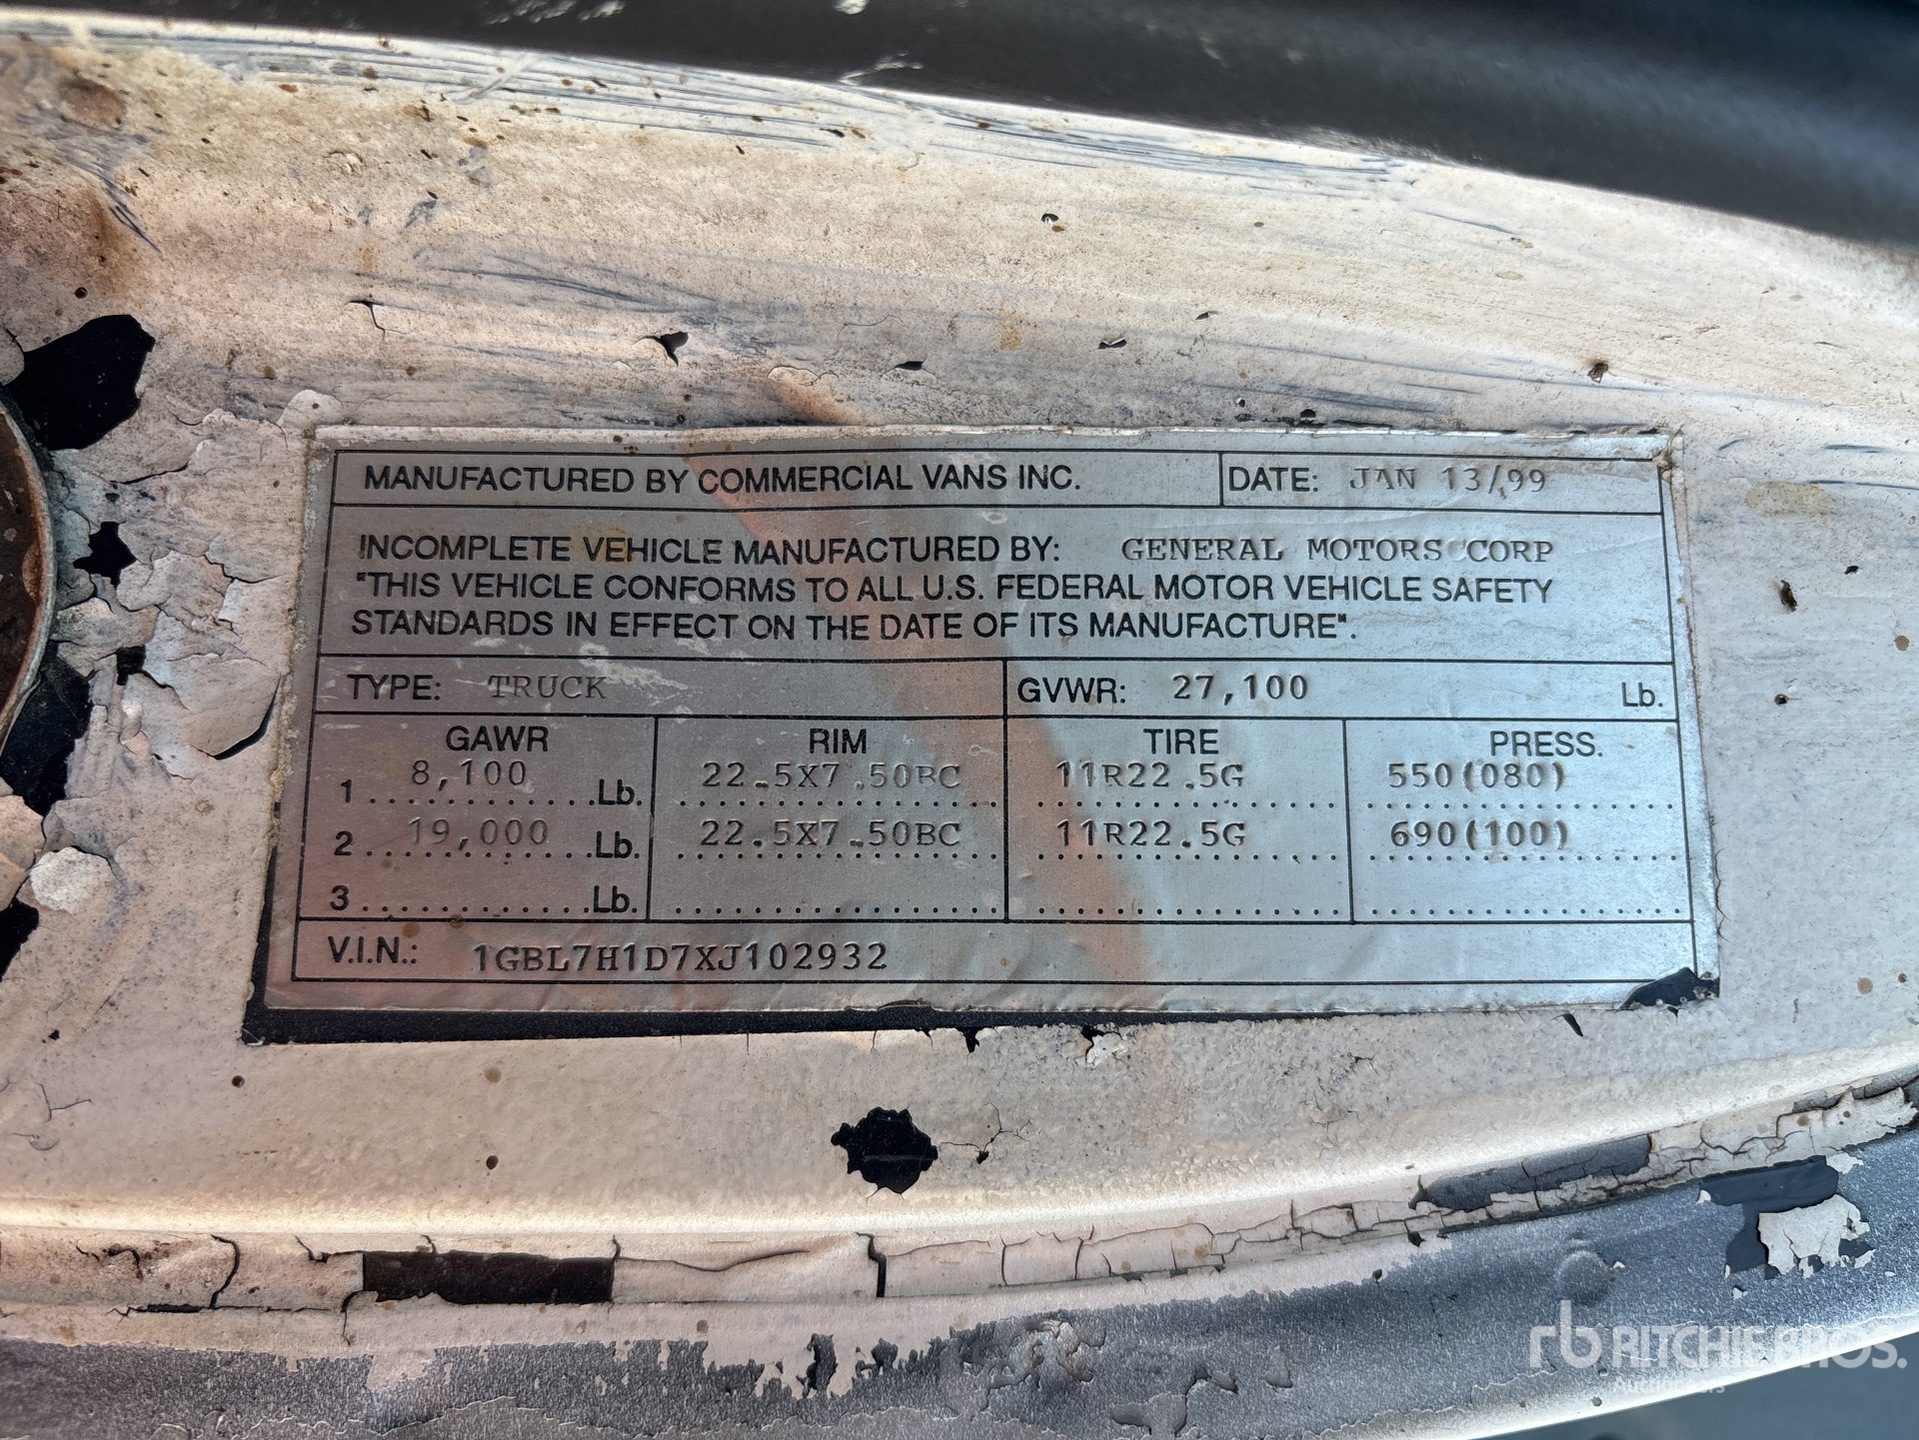 MANUFACTURED BY COMMERCIAL VANS INC. DATE: JAN 13/99
INCOMPLETE VEHICLE MANUFACTURED BY: GENERAL MOTORS CORP
"THIS VEHICLE CONFORMS TO ALL U.S. FEDERAL MOTOR VEHICLE SAFETY
STANDARDS IN EFFECT ON THE DATE OF ITS MANUFACTURE".
TYPE: TRUCK GVWR: 27,100 Lb.
GAWR RIM TIRE PRESS.
1 8,100 Lb. 22.5X7.50BC 11R22.5G 550(080)
2 19,000 Lb. 22.5X7.50BC 11R22.5G 690(100)
3 Lb.
V.I.N.: 1GBL7H1D7XJ102932
rb RITCHIE BROS.
Auctioneers